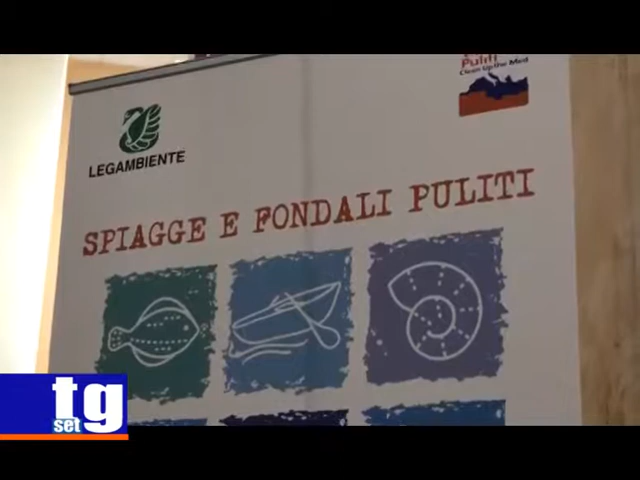 Puliti
Clean Up the Med
LEGAMBIENTE
SPIAGGE E FONDALI PULITI
tg
set